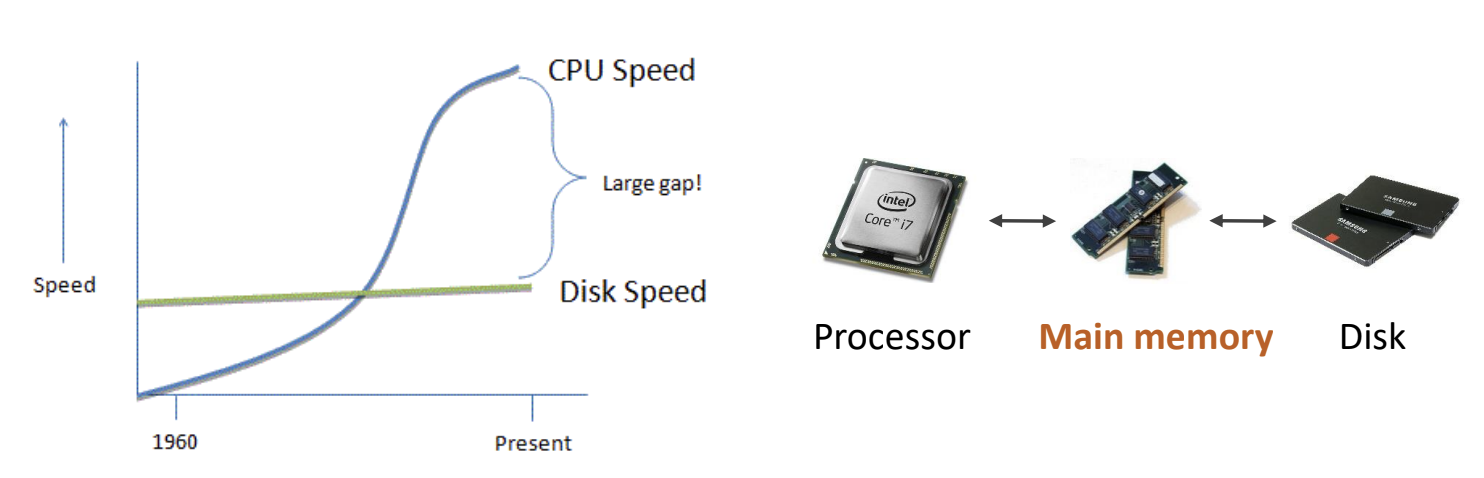 CPU Speed
Large gap!
Speed
Disk Speed
1960
Present
intel
Core™ i7
SAMSUNG
SAMSUNG
Processor
Main memory
Disk